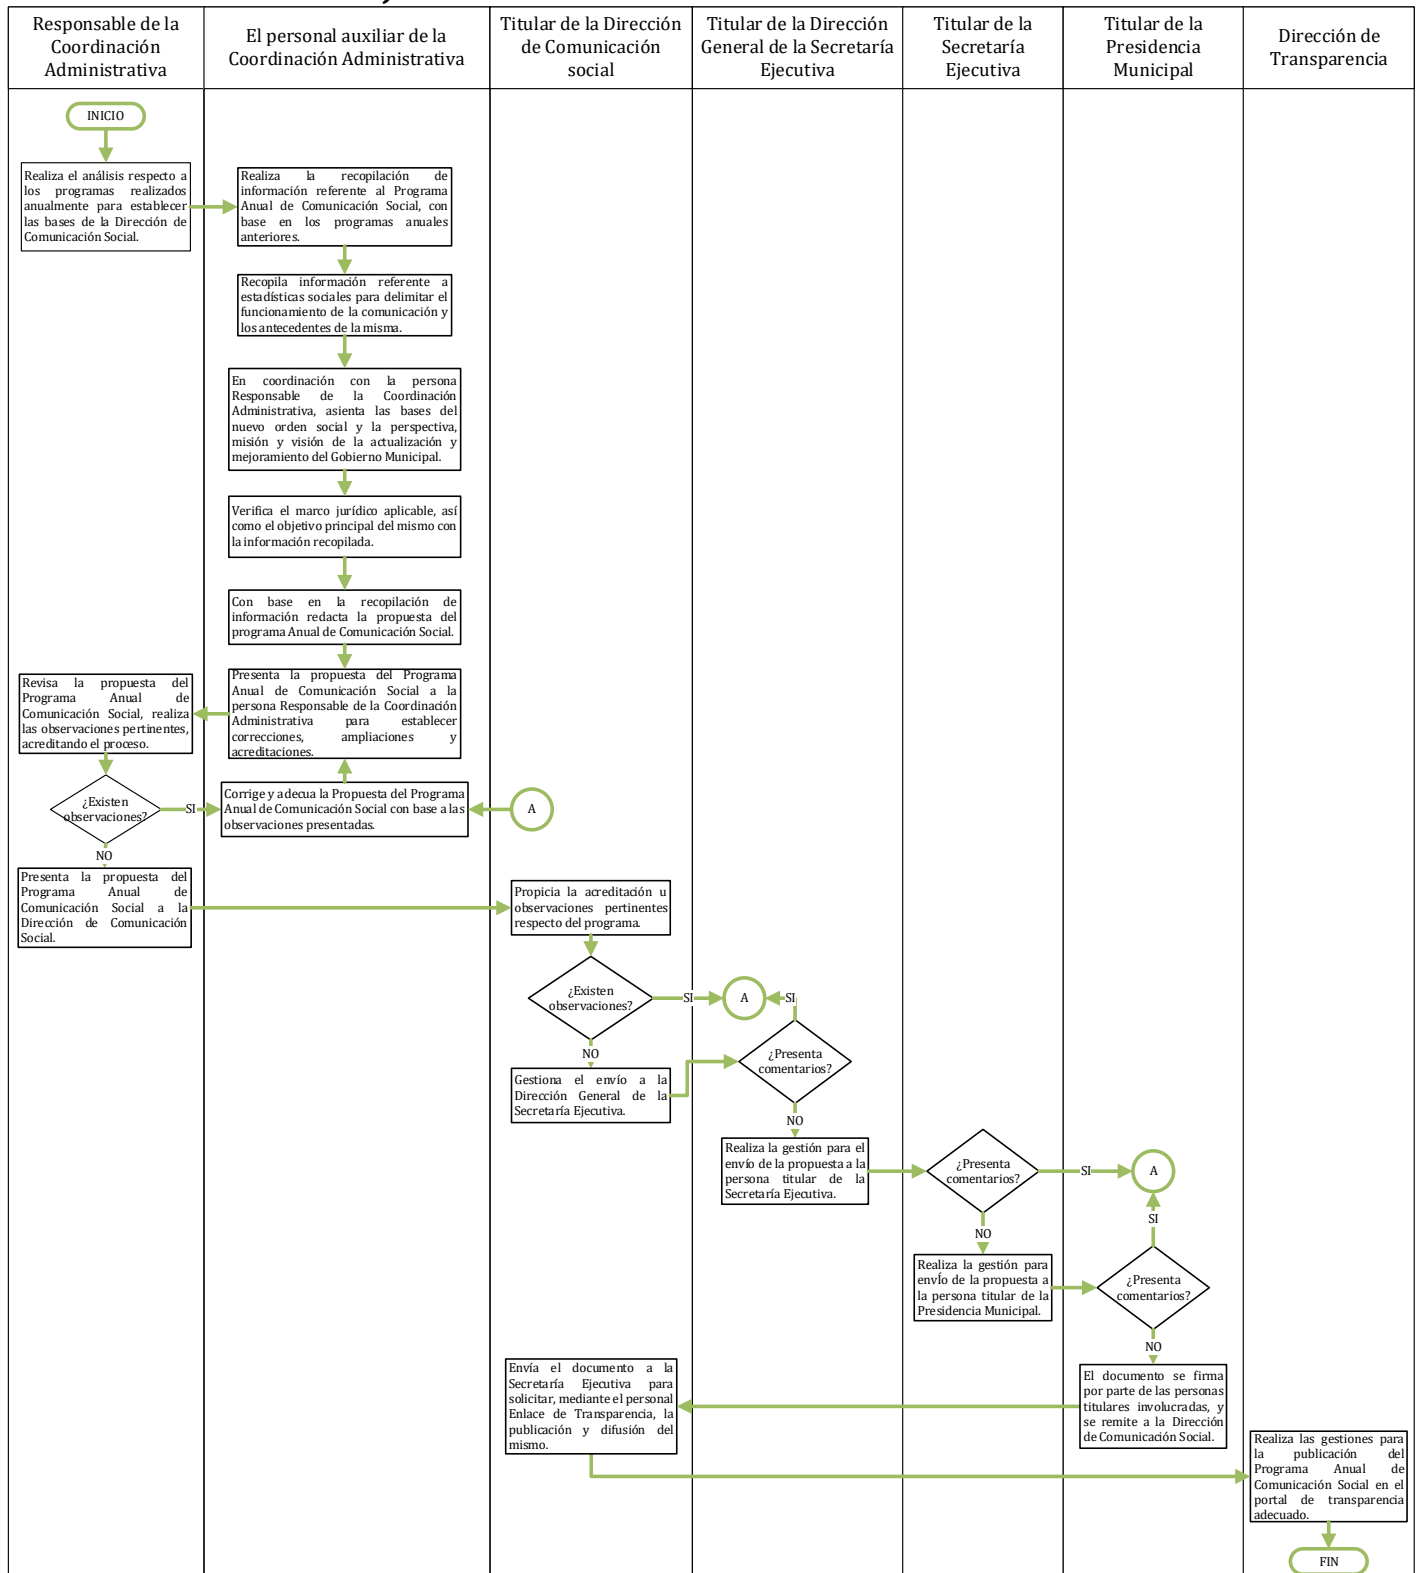 Responsable de la
Coordinación
Administrativa
El personal auxiliar de la
Coordinación Administrativa
Titular de la Dirección
de Comunicación
social
Titular de la Dirección
General de la Secretaría
Ejecutiva
Titular de la
Secretaría
Ejecutiva
Titular de la
Presidencia
Municipal
Dirección de
Transparencia
INICIO
Realiza el análisis respecto a
los programas realizados
anualmente para establecer
las bases de la Dirección de
Comunicación Social.
Realiza la recopilación de
información referente al Programa
Anual de Comunicación Social, con
base en los programas anuales
anteriores.
Recopila información referente a
estadísticas sociales para delimitar el
funcionamiento de la comunicación y
los antecedentes de la misma.
En coordinación con la persona
Responsable de la Coordinación
Administrativa, asienta las bases del
nuevo orden social y la perspectiva,
misión y visión de la actualización y
mejoramiento del Gobierno Municipal.
Verifica el marco jurídico aplicable, así
como el objetivo principal del mismo con
la información recopilada.
Con base en la recopilación de
información redacta la propuesta del
programa Anual de Comunicación Social.
Presenta la propuesta del Programa
Anual de Comunicación Social a la
persona Responsable de la Coordinación
Administrativa para establecer
correcciones, ampliaciones y
acreditaciones.
Revisa la propuesta del
Programa Anual de
Comunicación Social, realiza
las observaciones pertinentes,
acreditando el proceso.
¿Existen
observaciones?
SI
Corrige y adecua la Propuesta del Programa
Anual de Comunicación Social con base a las
observaciones presentadas.
A
NO
Presenta la propuesta del
Programa Anual de
Comunicación Social a la
Dirección de Comunicación
Social.
Propicia la acreditación u
observaciones pertinentes
respecto del programa.
¿Existen
observaciones?
SI
A
SI
NO
¿Presenta
comentarios?
Gestiona el envío a la
Dirección General de la
Secretaría Ejecutiva.
NO
Realiza la gestión para el
envío de la propuesta a la
persona titular de la
Secretaría Ejecutiva.
¿Presenta
comentarios?
SI
A
SI
NO
Realiza la gestión para
envÍo de la propuesta a
la persona titular de la
Presidencia Municipal.
¿Presenta
comentarios?
NO
El documento se firma
por parte de las personas
titulares involucradas, y
se remite a la Dirección
de Comunicación Social.
Envía el documento a la
Secretaría Ejecutiva para
solicitar, mediante el personal
Enlace de Transparencia, la
publicación y difusión del
mismo.
Realiza las gestiones para
la publicación del
Programa Anual de
Comunicación Social en el
portal de transparencia
adecuado.
FIN